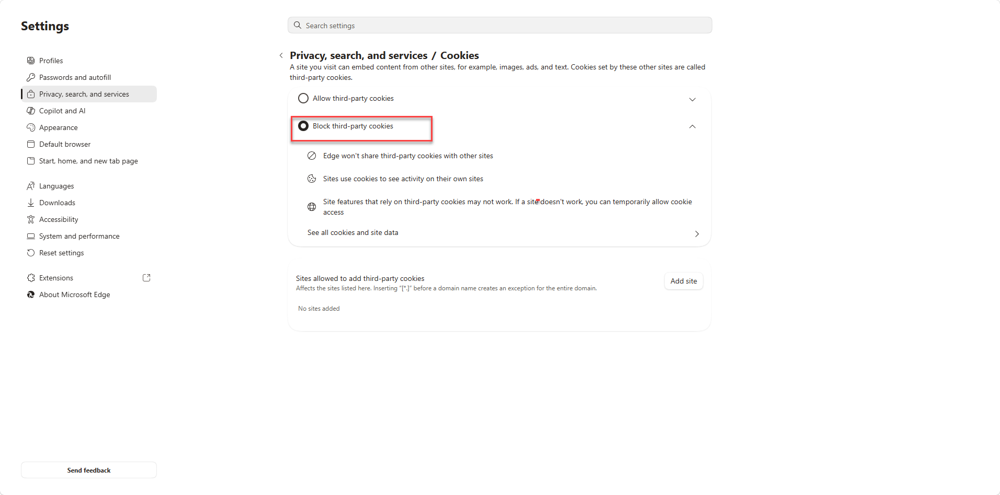 Settings
Search settings
Profiles
Passwords and autofill
Privacy, search, and services
Copilot and AI
Appearance
Default browser
Start, home, and new tab page
Languages
Downloads
Accessibility
System and performance
Reset settings
Extensions
About Microsoft Edge
Send feedback
Privacy, search, and services / Cookies
A site you visit can embed content from other sites, for example, images, ads, and text. Cookies set by these other sites are called
third-party cookies.
Allow third-party cookies
Block third-party cookies
Edge won't share third-party cookies with other sites
Sites use cookies to see activity on their own sites
Site features that rely on third-party cookies may not work. If a site doesn't work, you can temporarily allow cookie
access
See all cookies and site data
Sites allowed to add third-party cookies
Affects the sites listed here. Inserting “[*.]” before a domain name creates an exception for the entire domain.
Add site
No sites added